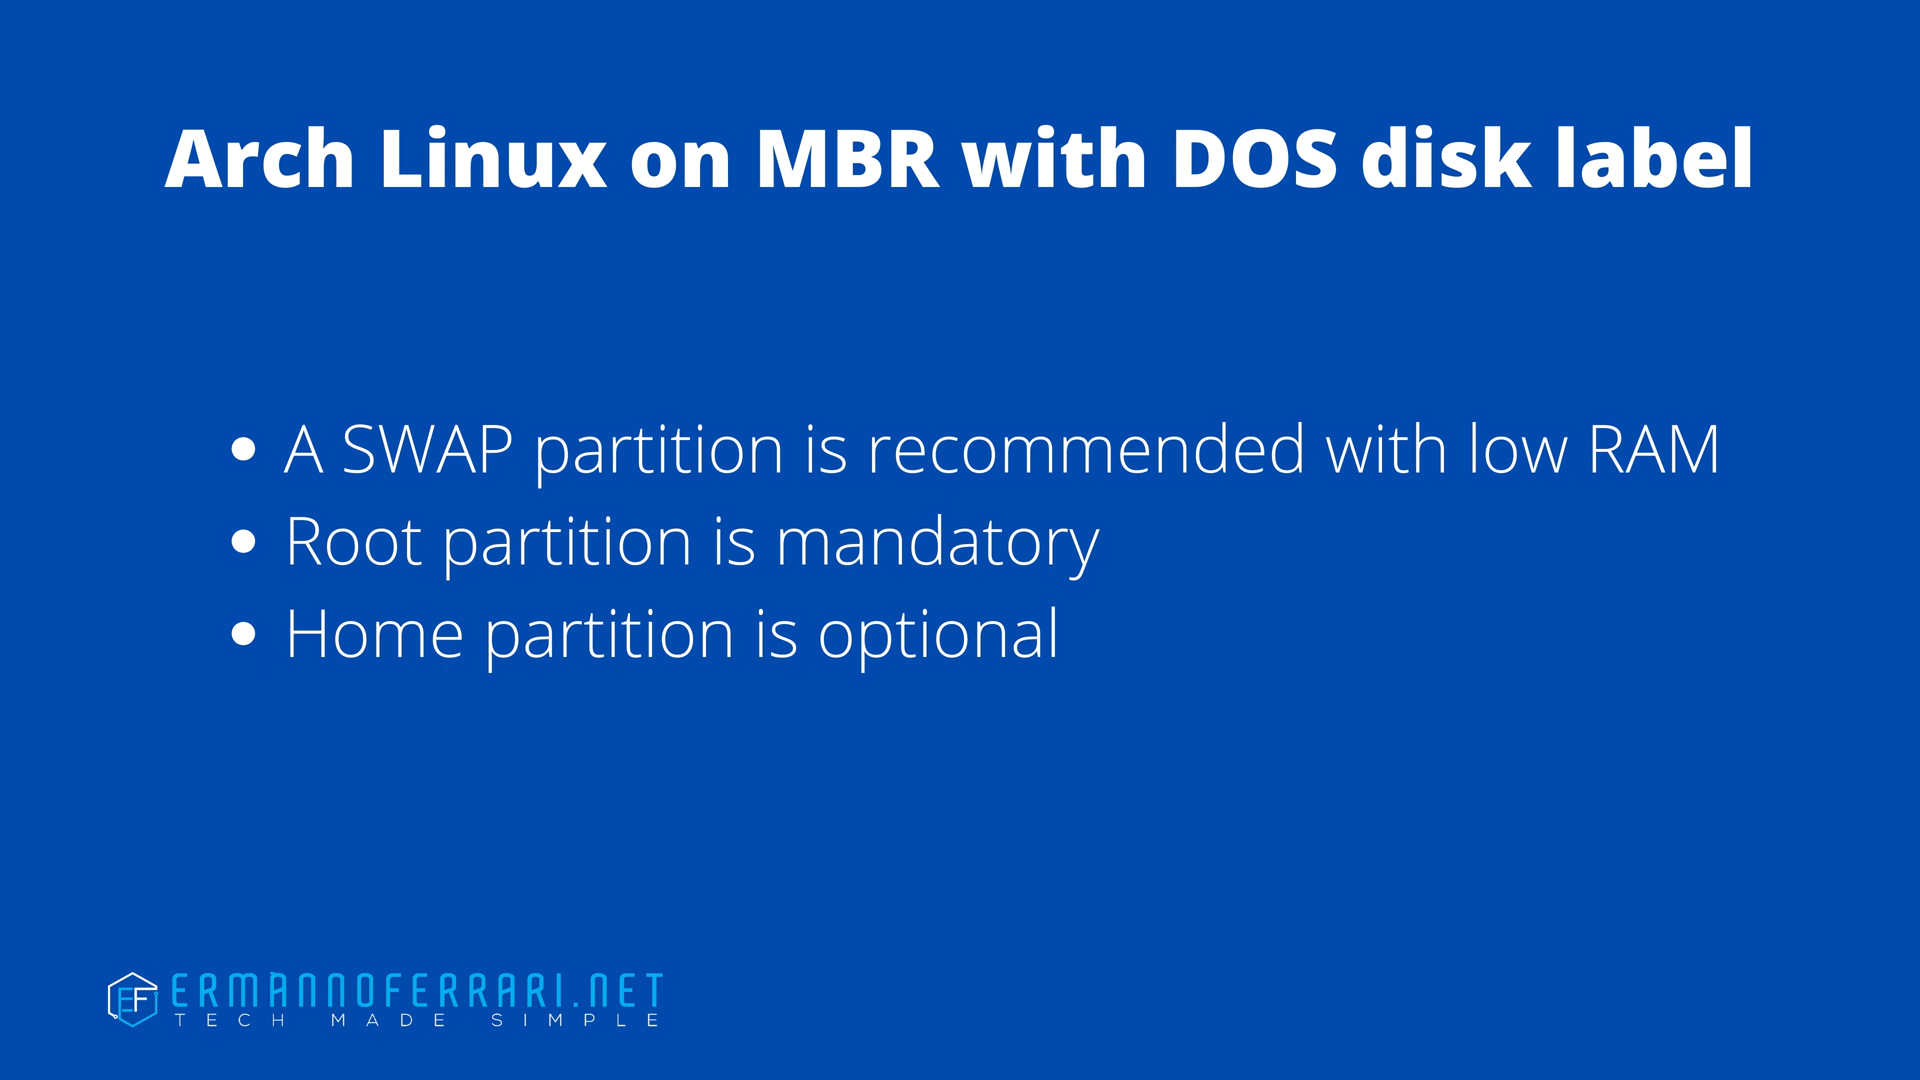 Arch Linux on MBR with DOS disk label
• A SWAP partition is recommended with low RAM
• Root partition is mandatory
• Home partition is optional
EF ERMANNOFERRARI.NET
TECH MADE SIMPLE